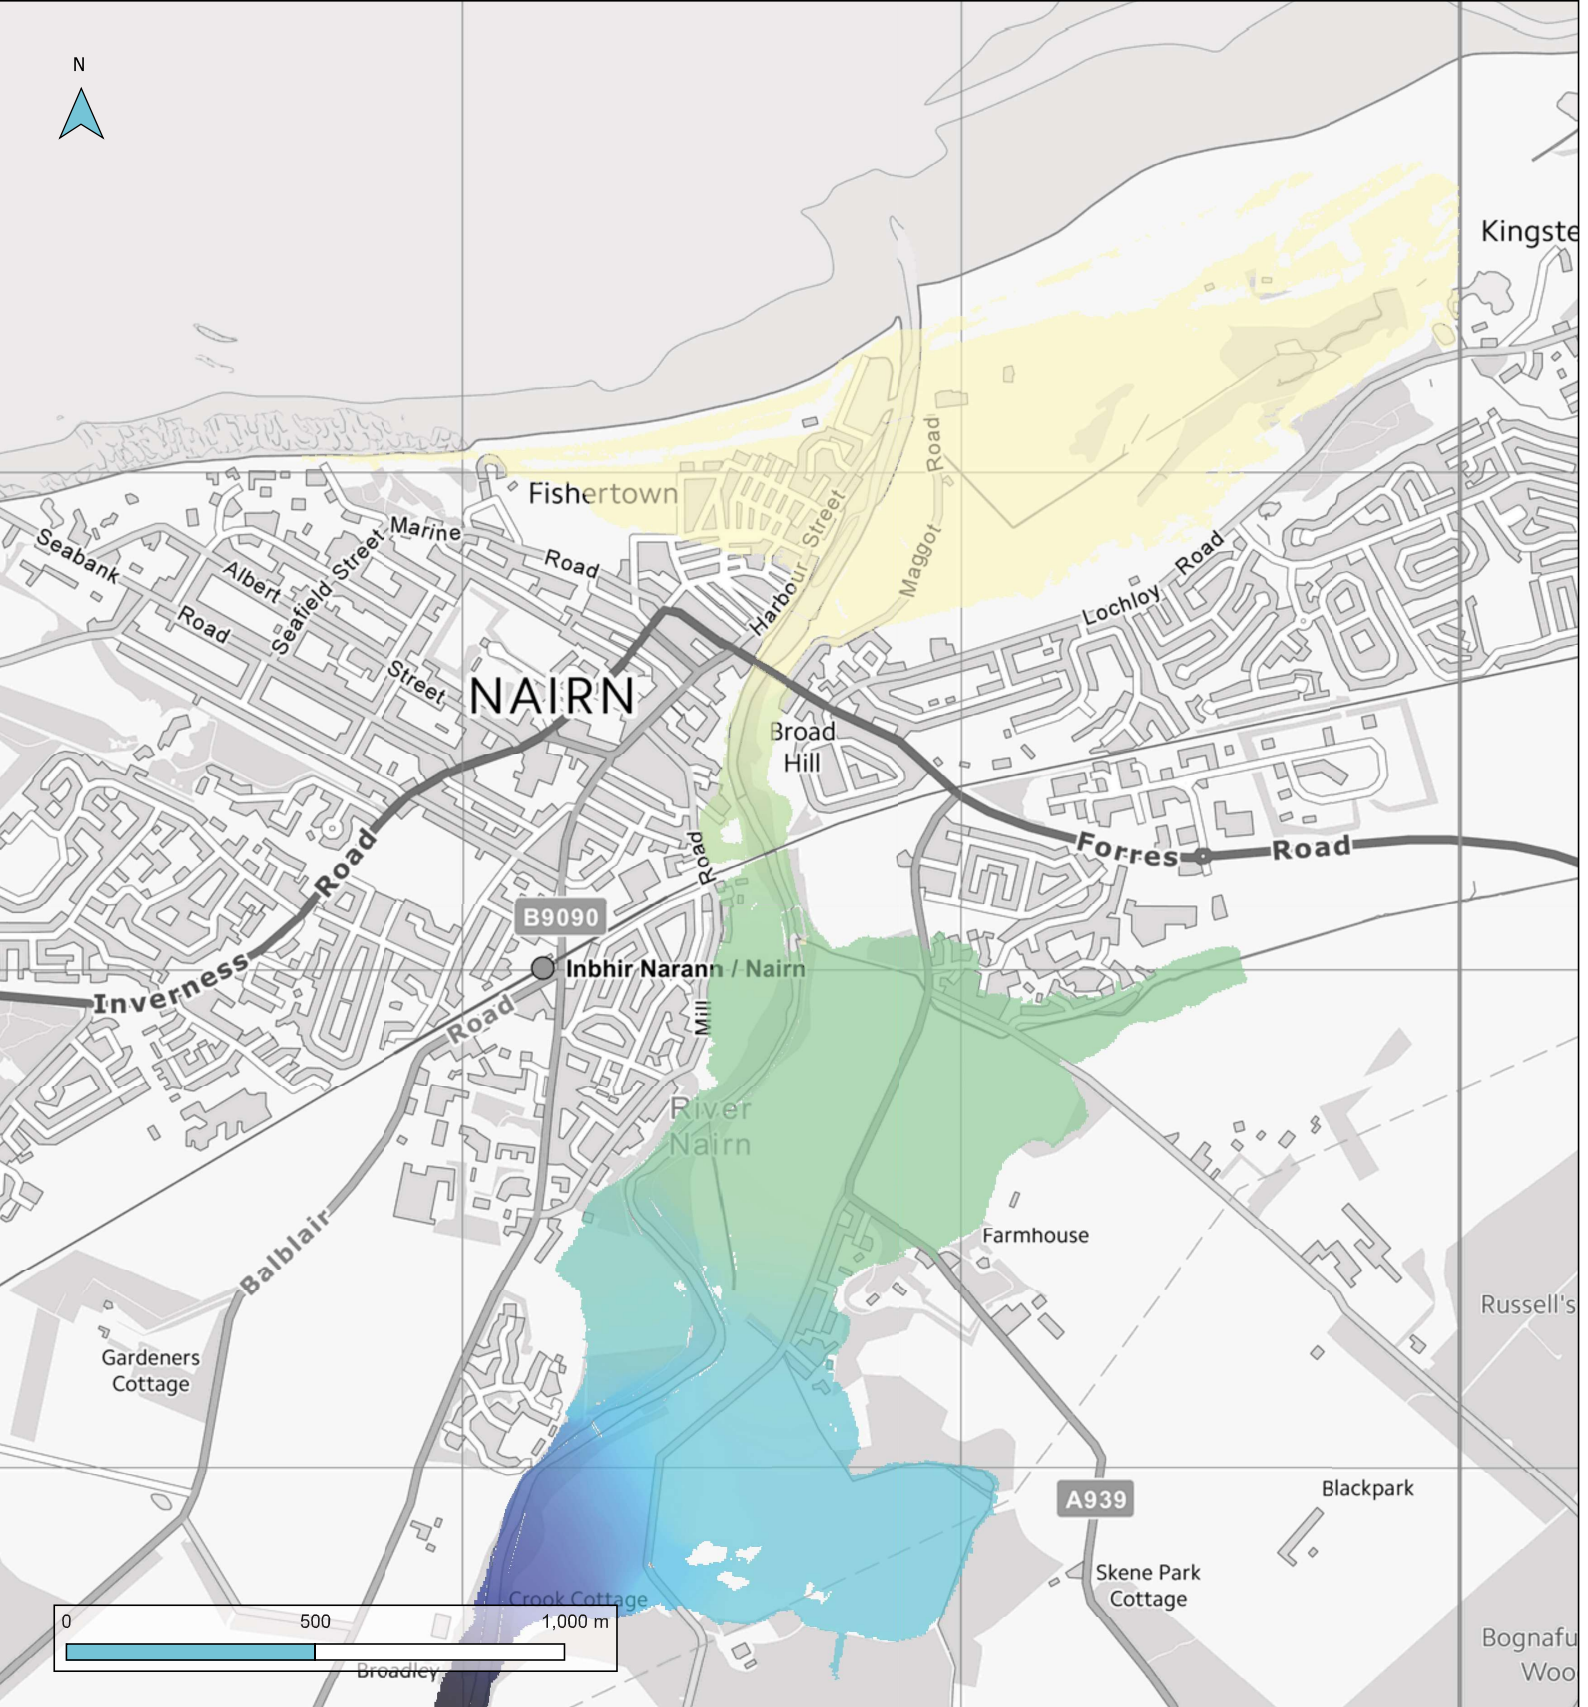 N
Kingste
Fishertown
Marine
Road
Seabank
Road
Albert
Street
Seafield Street
Harbour Street
Maggot Road
Lochloy Road
NAIRN
Broad
Hill
Forres Road
Inverness Road
Road
B9090
Inbhir Narann / Nairn
Mill
Balblair Road
River
Nairn
Farmhouse
Russell's
Gardeners
Cottage
A939
Blackpark
Skene Park
Cottage
Crook Cottage
0 500 1,000 m
Broadley
Bognafu
Woo